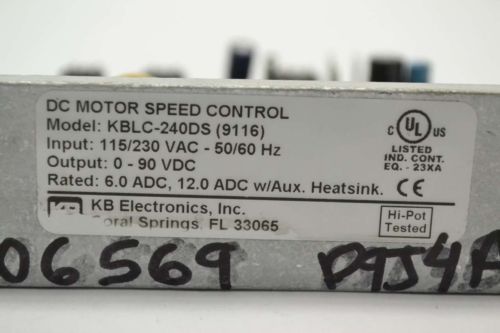 DC MOTOR SPEED CONTROL
Model: KBLC-240DS (9116)
Input: 115/230 VAC - 50/60 Hz
Output: 0 - 90 VDC
Rated: 6.0 ADC, 12.0 ADC w/Aux. Heatsink.
KB Electronics, Inc.
Coral Springs, FL 33065
C UL US
LISTED
IND. CONT.
EQ. - 23XA
CE
Hi-Pot
Tested
06569